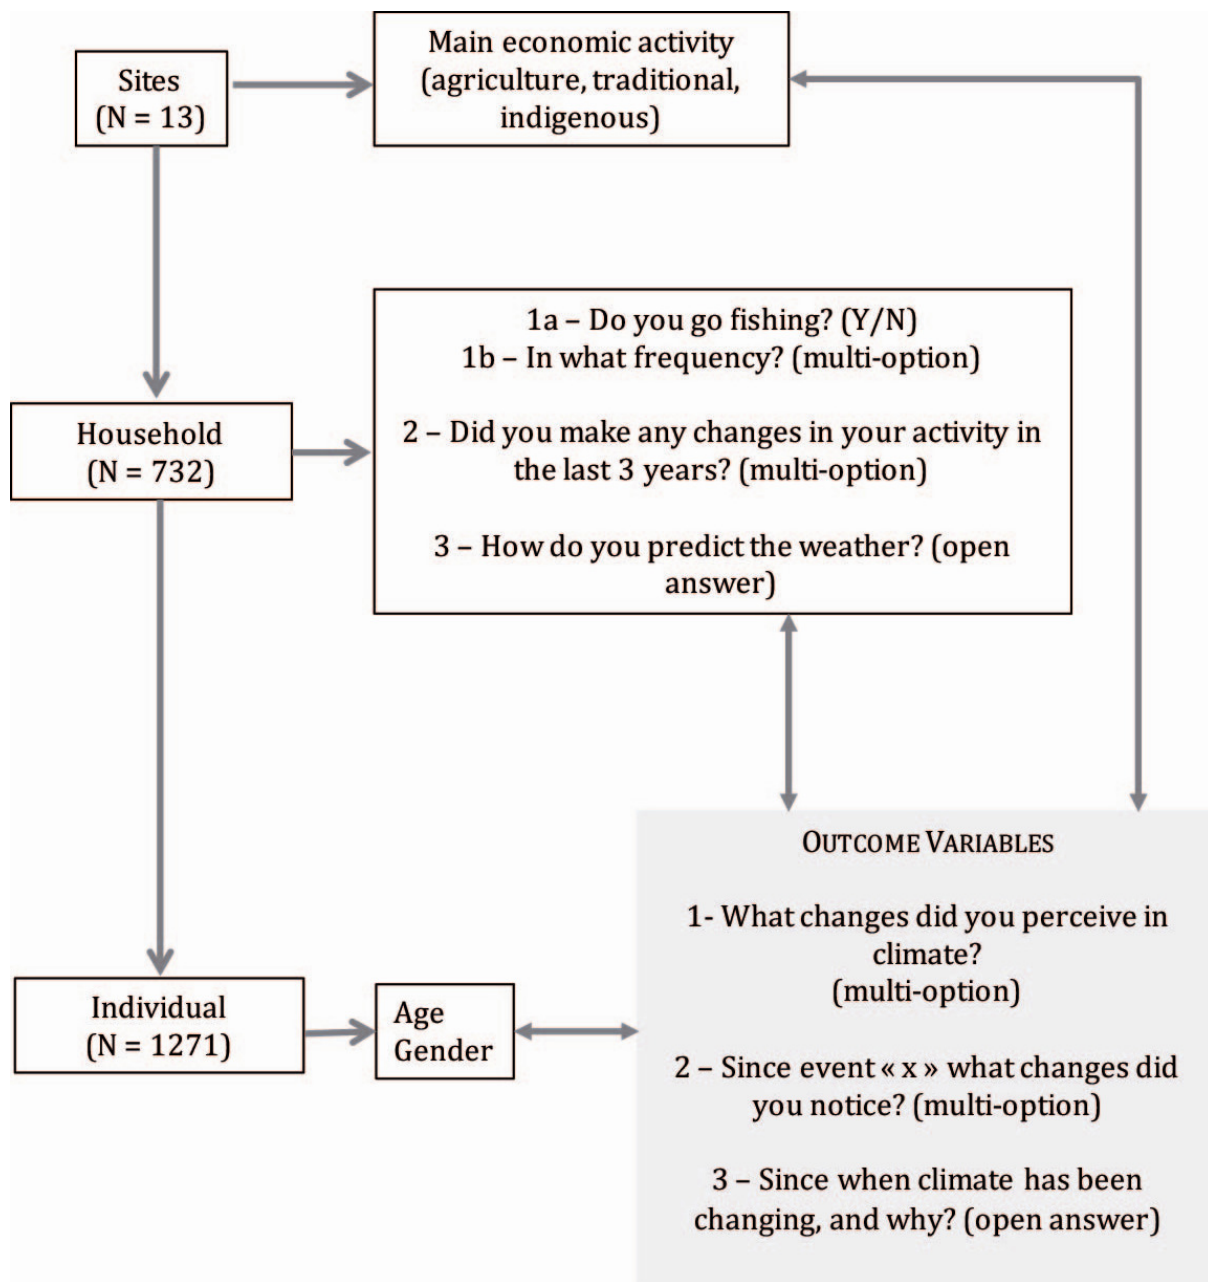 Sites
(N = 13)
Main economic activity
(agriculture, traditional,
indigenous)
1a – Do you go fishing? (Y/N)
1b – In what frequency? (multi-option)
2 – Did you make any changes in your activity in
the last 3 years? (multi-option)
3 – How do you predict the weather? (open
answer)
Household
(N = 732)
Individual
(N = 1271)
Age
Gender
OUTCOME VARIABLES
1- What changes did you perceive in
climate?
(multi-option)
2 – Since event « x » what changes did
you notice? (multi-option)
3 – Since when climate has been
changing, and why? (open answer)